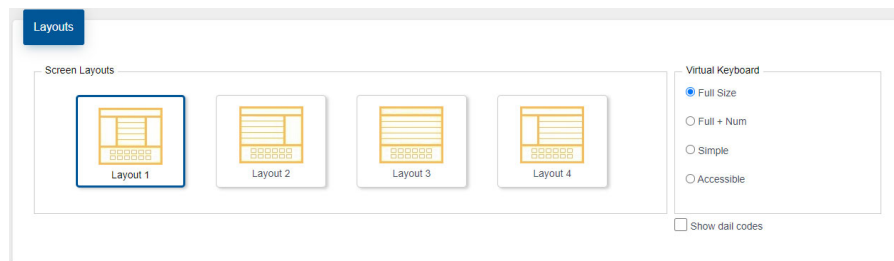 Layouts
Screen Layouts
Layout 1
Layout 2
Layout 3
Layout 4
Virtual Keyboard
Full Size
Full + Num
Simple
Accessible
Show dail codes